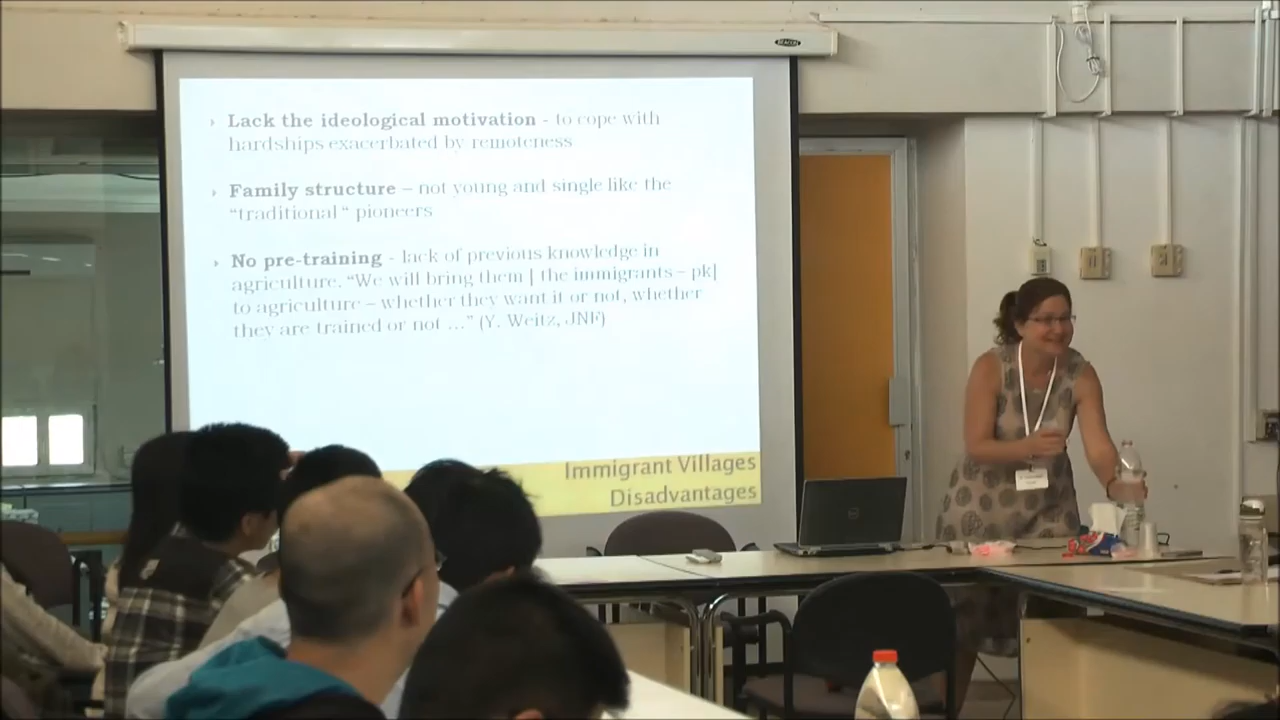 BEACON
Lack the ideological motivation - to cope with
hardships exacerbated by remoteness
Family structure – not young and single like the
“traditional “ pioneers
No pre-training - lack of previous knowledge in
agriculture. “We will bring them [ the immigrants – pk]
to agriculture – whether they want it or not, whether
they are trained or not …” (Y. Weitz, JNF)
Immigrant Villages
Disadvantages
DELL